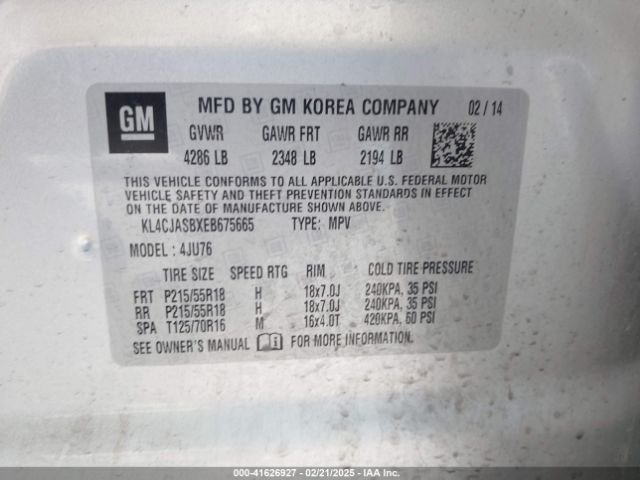 GM
MFD BY GM KOREA COMPANY 02 / 14
GVWR GAWR FRT GAWR RR
4286 LB 2348 LB 2194 LB
THIS VEHICLE CONFORMS TO ALL APPLICABLE U.S. FEDERAL MOTOR
VEHICLE SAFETY AND THEFT PREVENTION STANDARDS IN EFFECT
ON THE DATE OF MANUFACTURE SHOWN ABOVE.
KL4CJASBXEB675665 TYPE: MPV
MODEL : 4JU76
TIRE SIZE SPEED RTG RIM COLD TIRE PRESSURE
FRT P215/55R18 H 18x7.0J 240KPA, 35 PSI
RR P215/55R18 H 18x7.0J 240KPA, 35 PSI
SPA T125/70R16 M 16x4.0T 420KPA, 60 PSI
SEE OWNER'S MANUAL FOR MORE INFORMATION.
000-41626927 - 02/21/2025 - IAA Inc.